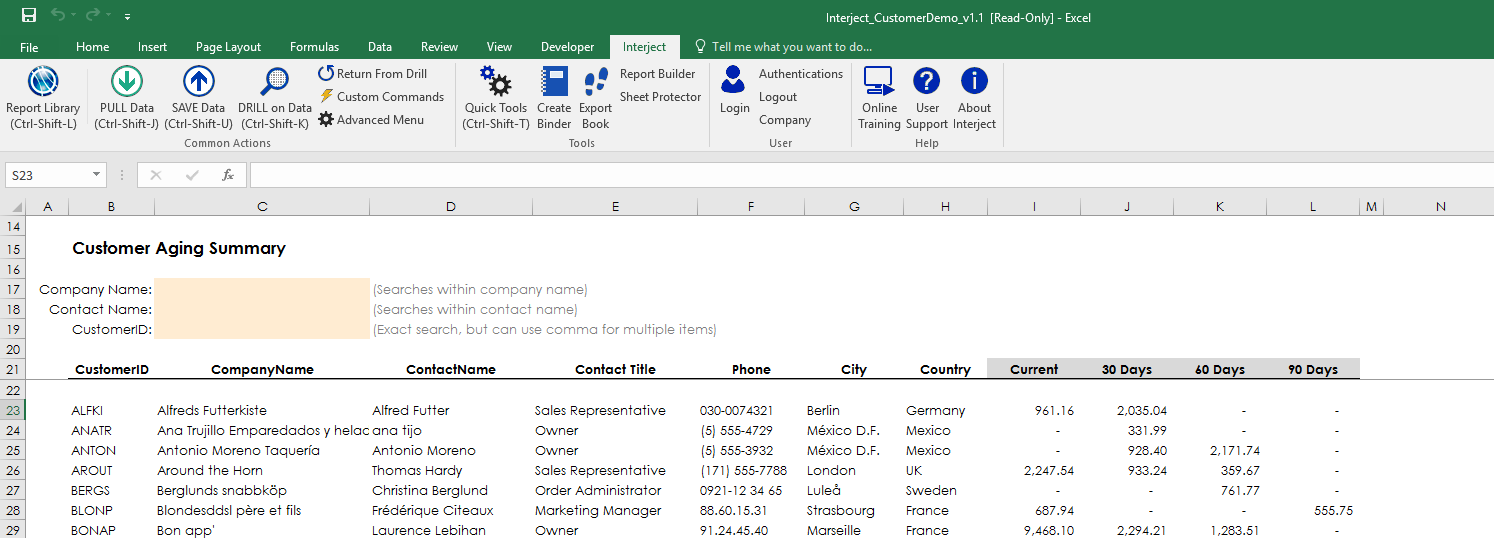 Interject_CustomerDemo_v1.1 [Read-Only] - Excel
File Home Insert Page Layout Formulas Data Review View Developer Interject Tell me what you want to do...
Report Library (Ctrl-Shift-L)
PULL Data (Ctrl-Shift-J)
SAVE Data (Ctrl-Shift-U)
DRILL on Data (Ctrl-Shift-K)
Return From Drill
Custom Commands
Advanced Menu
Common Actions
Quick Tools (Ctrl-Shift-T)
Create Binder
Export Book
Report Builder
Sheet Protector
Tools
Login
Authentications
Logout
Company
User
Online Training
User Support
About Interject
Help
S23 fx
A B C D E F G H I J K L M N
14
15 Customer Aging Summary
16
17 Company Name: (Searches within company name)
18 Contact Name: (Searches within contact name)
19 CustomerID: (Exact search, but can use comma for multiple items)
20
21 CustomerID CompanyName ContactName Contact Title Phone City Country Current 30 Days 60 Days 90 Days
22
23 ALFKI Alfreds Futterkiste Alfred Futter Sales Representative 030-0074321 Berlin Germany 961.16 2,035.04 - -
24 ANATR Ana Trujillo Emparedados y helac ana tijo Owner (5) 555-4729 México D.F. Mexico - 331.99 - -
25 ANTON Antonio Moreno Taquería Antonio Moreno Owner (5) 555-3932 México D.F. Mexico - 928.40 2,171.74 -
26 AROUT Around the Horn Thomas Hardy Sales Representative (171) 555-7788 London UK 2,247.54 933.24 359.67 -
27 BERGS Berglunds snabbköp Christina Berglund Order Administrator 0921-12 34 65 Luleå Sweden - - 761.77 -
28 BLONP Blondesddsl père et fils Frédérique Citeaux Marketing Manager 88.60.15.31 Strasbourg France 687.94 - - 555.75
29 BONAP Bon app' Laurence Lebihan Owner 91.24.45.40 Marseille France 9,468.10 2,294.21 1,283.51 -